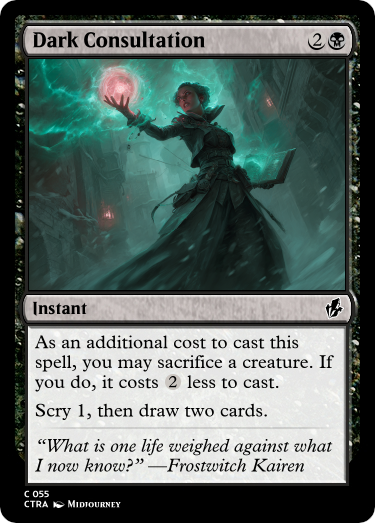 Dark Consultation 2
Instant
As an additional cost to cast this
spell, you may sacrifice a creature. If
you do, it costs 2 less to cast.
Scry 1, then draw two cards.
“What is one life weighed against what
I now know?” —Frostwitch Kairen
C 055
CTRA Midjourney